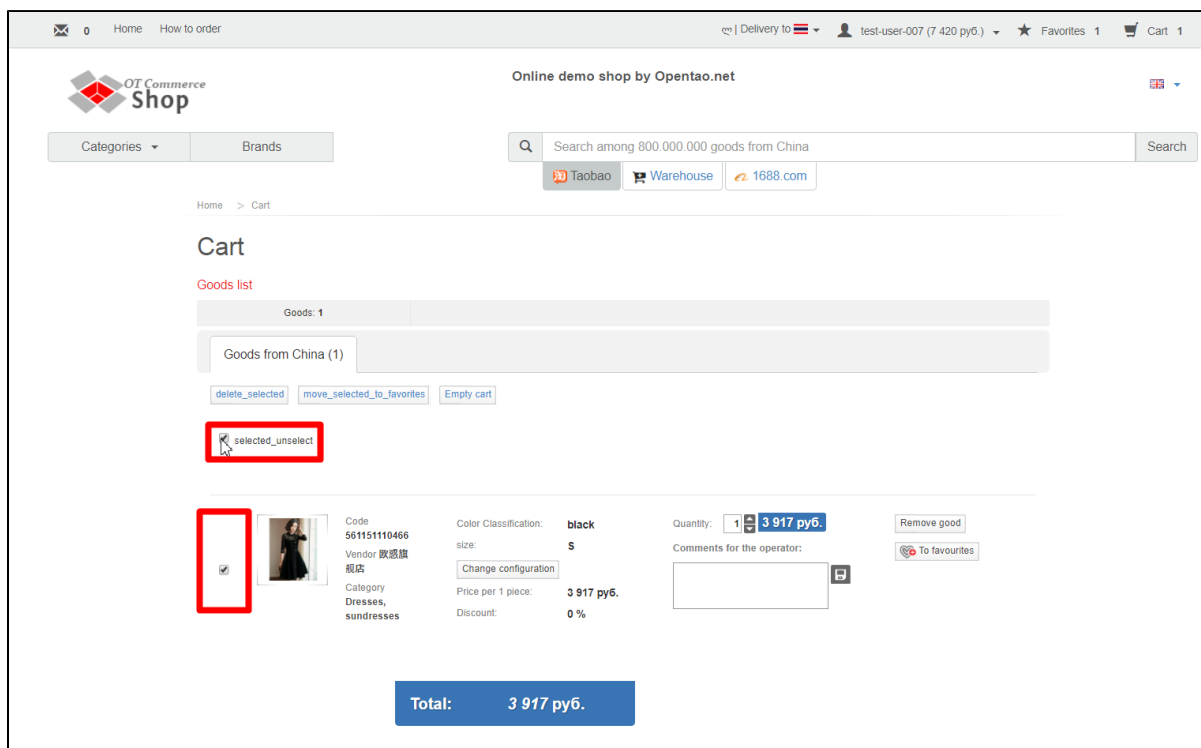 0 Home How to order ლ | Delivery to test-user-007 (7 420 руб.) Favorites 1 Cart 1
OT Commerce
Shop
Online demo shop by Opentao.net
Categories Brands Search among 800.000.000 goods from China Search
Taobao Warehouse 1688.com
Home > Cart
Cart
Goods list
Goods: 1
Goods from China (1)
delete_selected move_selected_to_favorites Empty cart
selected_unselect
Code
561151110466
Vendor 欧惑旗
舰店
Category
Dresses,
sundresses
Color Classification: black
size: S
Change configuration
Price per 1 piece: 3 917 руб.
Discount: 0 %
Quantity: 1 3 917 руб.
Comments for the operator:
Remove good
To favourites
Total: 3 917 руб.